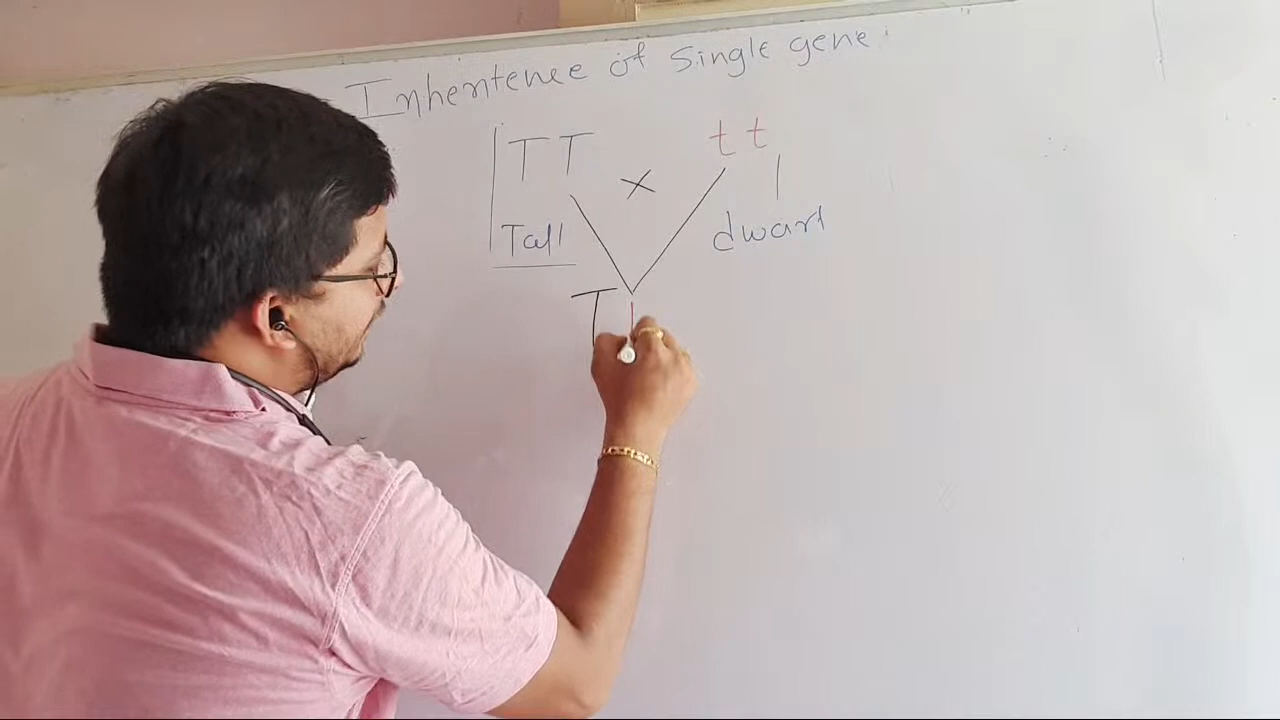 Inheritence of single gene
TT × tt
Tall dwarf
T